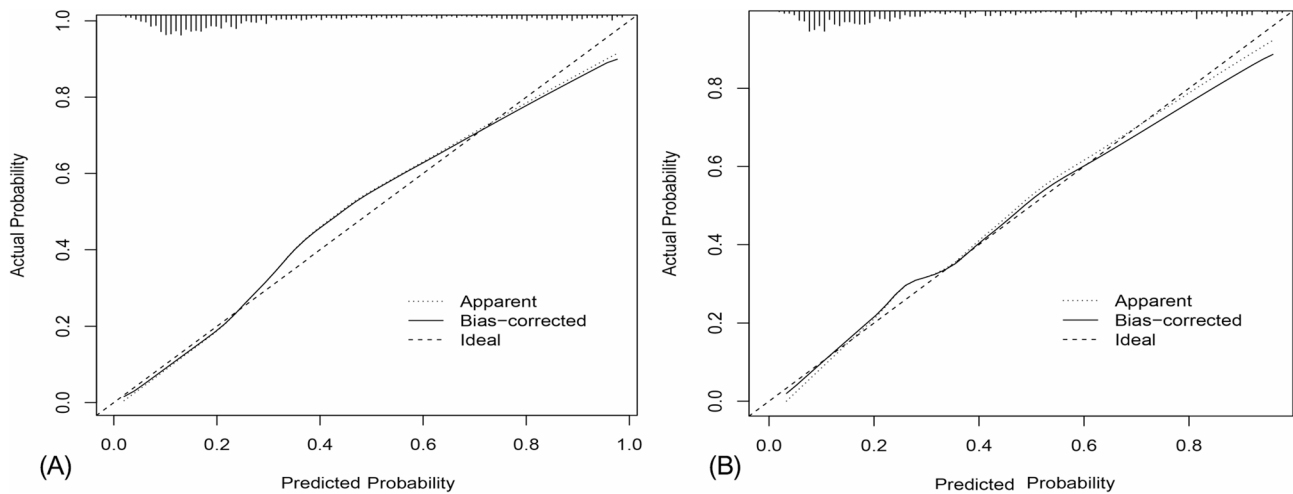 1.0
0.8
0.6
0.4
0.2
0.0
Actual Probability
Apparent
Bias-corrected
Ideal
0.0 0.2 0.4 0.6 0.8 1.0
Predicted Probability
(A)
0.8
0.6
0.4
0.2
0.0
Actual Probability
Apparent
Bias-corrected
Ideal
0.0 0.2 0.4 0.6 0.8
Predicted Probability
(B)